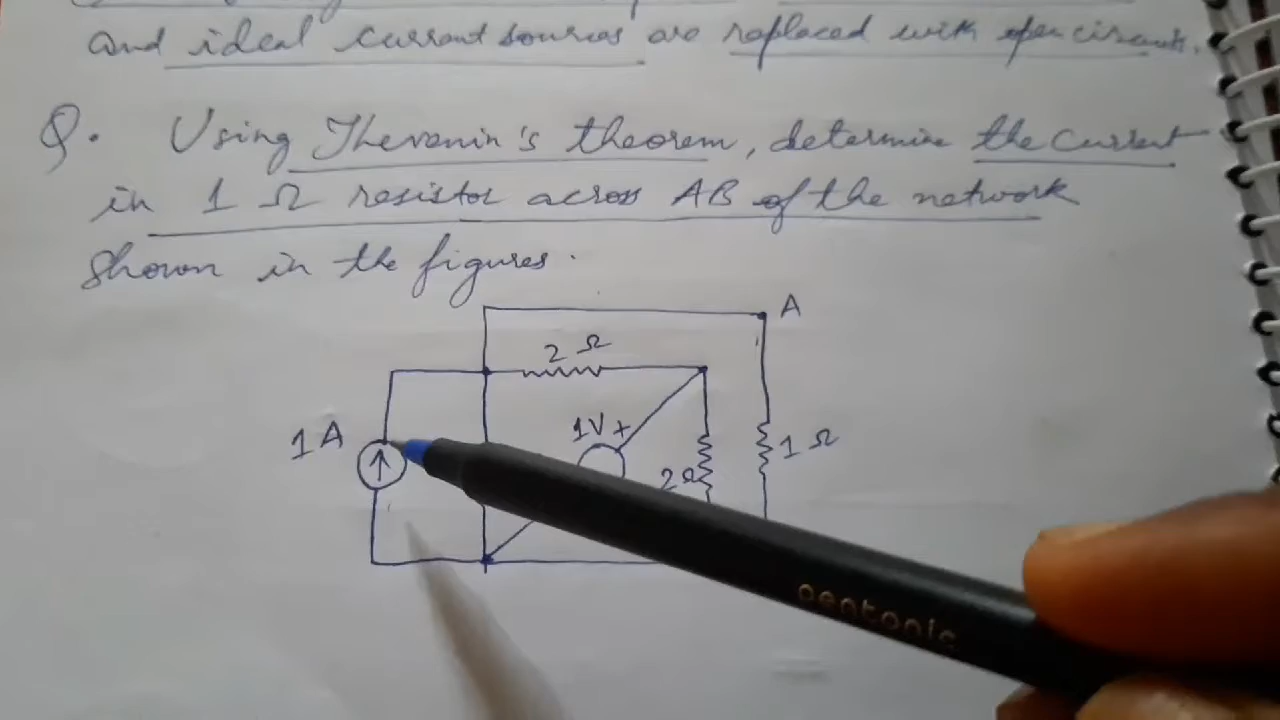 and ideal current sources are replaced with open circuits.
Q. Using Thevenin's theorem, determine the current
in 1 Ω resistor across AB of the network
shown in the figures.
A
2 Ω
1V +
1 A
1 Ω
2Ω
pentonic